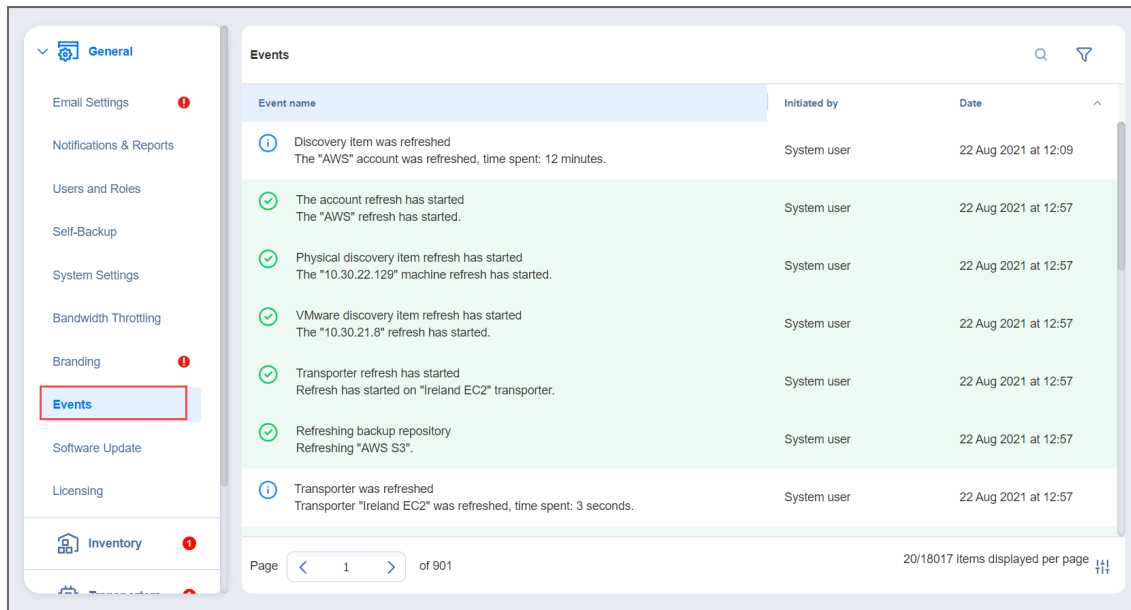 General
Email Settings
Notifications & Reports
Users and Roles
Self-Backup
System Settings
Bandwidth Throttling
Branding
Events
Software Update
Licensing
Inventory
1
Events
Event name Initiated by Date
Discovery item was refreshed
The "AWS" account was refreshed, time spent: 12 minutes.
System user 22 Aug 2021 at 12:09
The account refresh has started
The "AWS" refresh has started.
System user 22 Aug 2021 at 12:57
Physical discovery item refresh has started
The "10.30.22.129" machine refresh has started.
System user 22 Aug 2021 at 12:57
VMware discovery item refresh has started
The "10.30.21.8" refresh has started.
System user 22 Aug 2021 at 12:57
Transporter refresh has started
Refresh has started on "Ireland EC2" transporter.
System user 22 Aug 2021 at 12:57
Refreshing backup repository
Refreshing "AWS S3".
System user 22 Aug 2021 at 12:57
Transporter was refreshed
Transporter "Ireland EC2" was refreshed, time spent: 3 seconds.
System user 22 Aug 2021 at 12:57
Page 1 of 901
20/18017 items displayed per page